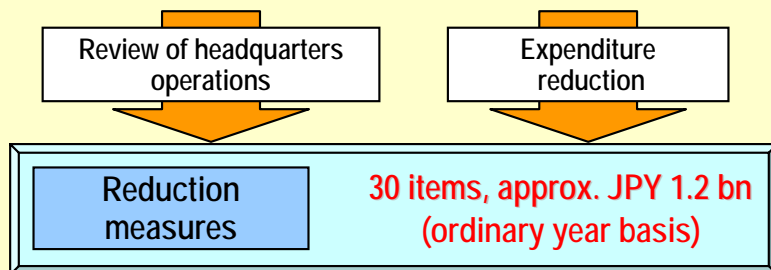 Review of headquarters
operations
Expenditure
reduction
Reduction
measures
30 items, approx. JPY 1.2 bn
(ordinary year basis)